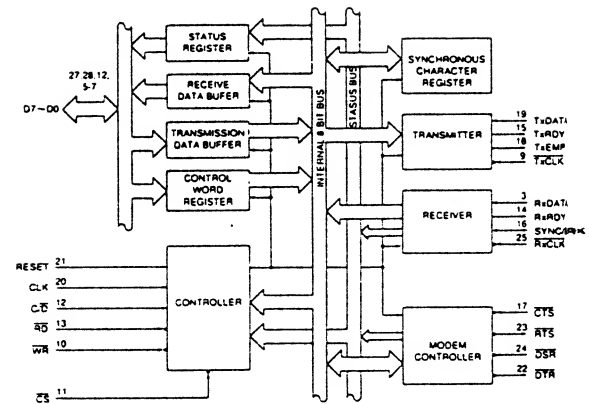 STATUS
REGISTER
RECEIVE
DATA BUFER
TRANSMISSION
DATA BUFFER
CONTROL
WORD
REGISTER
27,28,12,
5-7
D7~D0
INTERNAL 8 BIT BUS
STASUS BUS
SYNCHRONOUS
CHARACTER
REGISTER
TRANSMITTER
19 TxDATA
15 TxRDY
18 TxEMP
9 TxCLK
RECEIVER
3 RxDATA
14 RxRDY
16
25 RxCLK
RESET 21
CLK 20
C/D 12
RD 13
WR 10
CS 11
CONTROLLER
MODEM
CONTROLLER
17 CTS
23 RTS
24 DSR
22 DTR